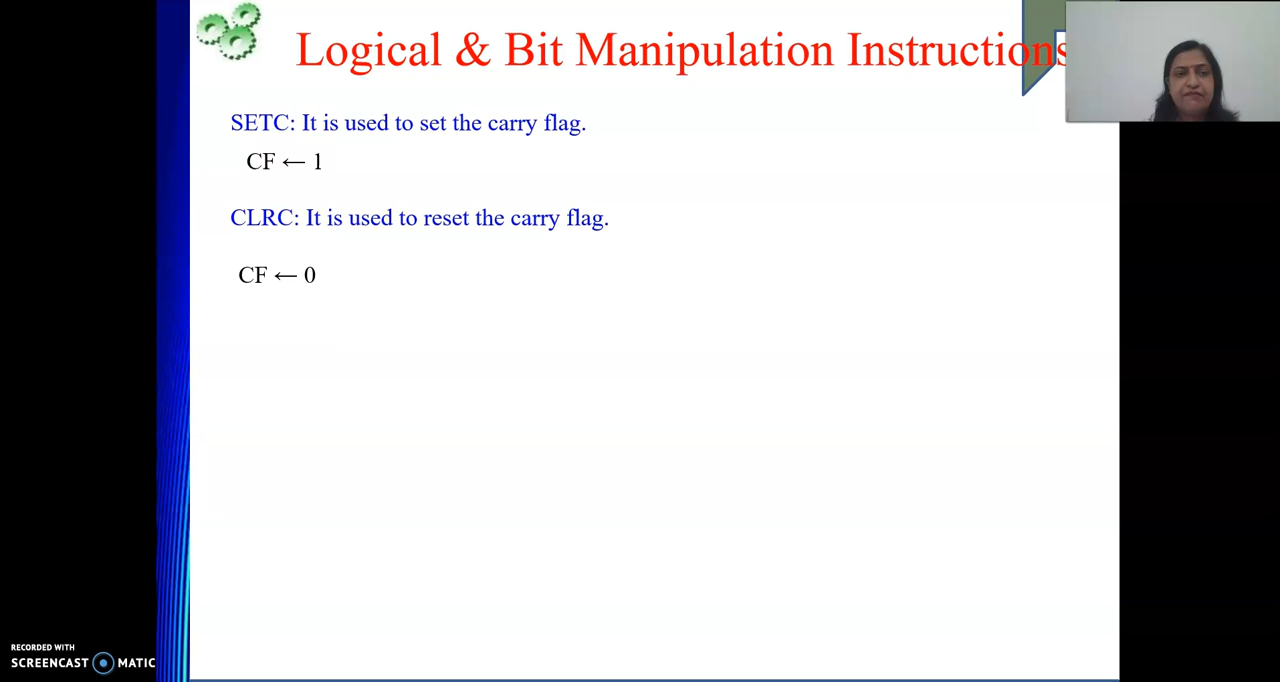 Logical & Bit Manipulation Instructions
SETC: It is used to set the carry flag.
CF ← 1
CLRC: It is used to reset the carry flag.
CF ← 0
RECORDED WITH
SCREENCAST MATIC